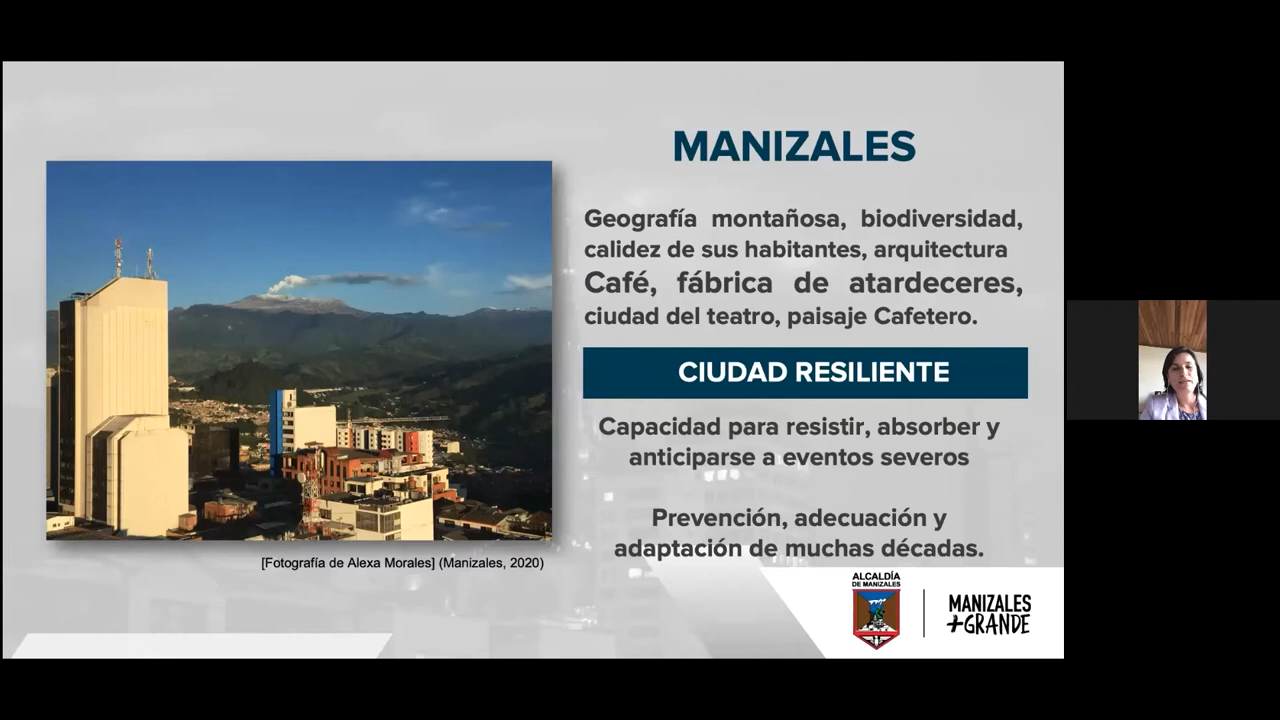 MANIZALES
Geografía montañosa, biodiversidad,
calidez de sus habitantes, arquitectura
Café, fábrica de atardeceres,
ciudad del teatro, paisaje Cafetero.
CIUDAD RESILIENTE
Capacidad para resistir, absorber y
anticiparse a eventos severos
Prevención, adecuación y
adaptación de muchas décadas.
[Fotografía de Alexa Morales] (Manizales, 2020)
ALCALDÍA
DE MANIZALES
MANIZALES
+GRANDE